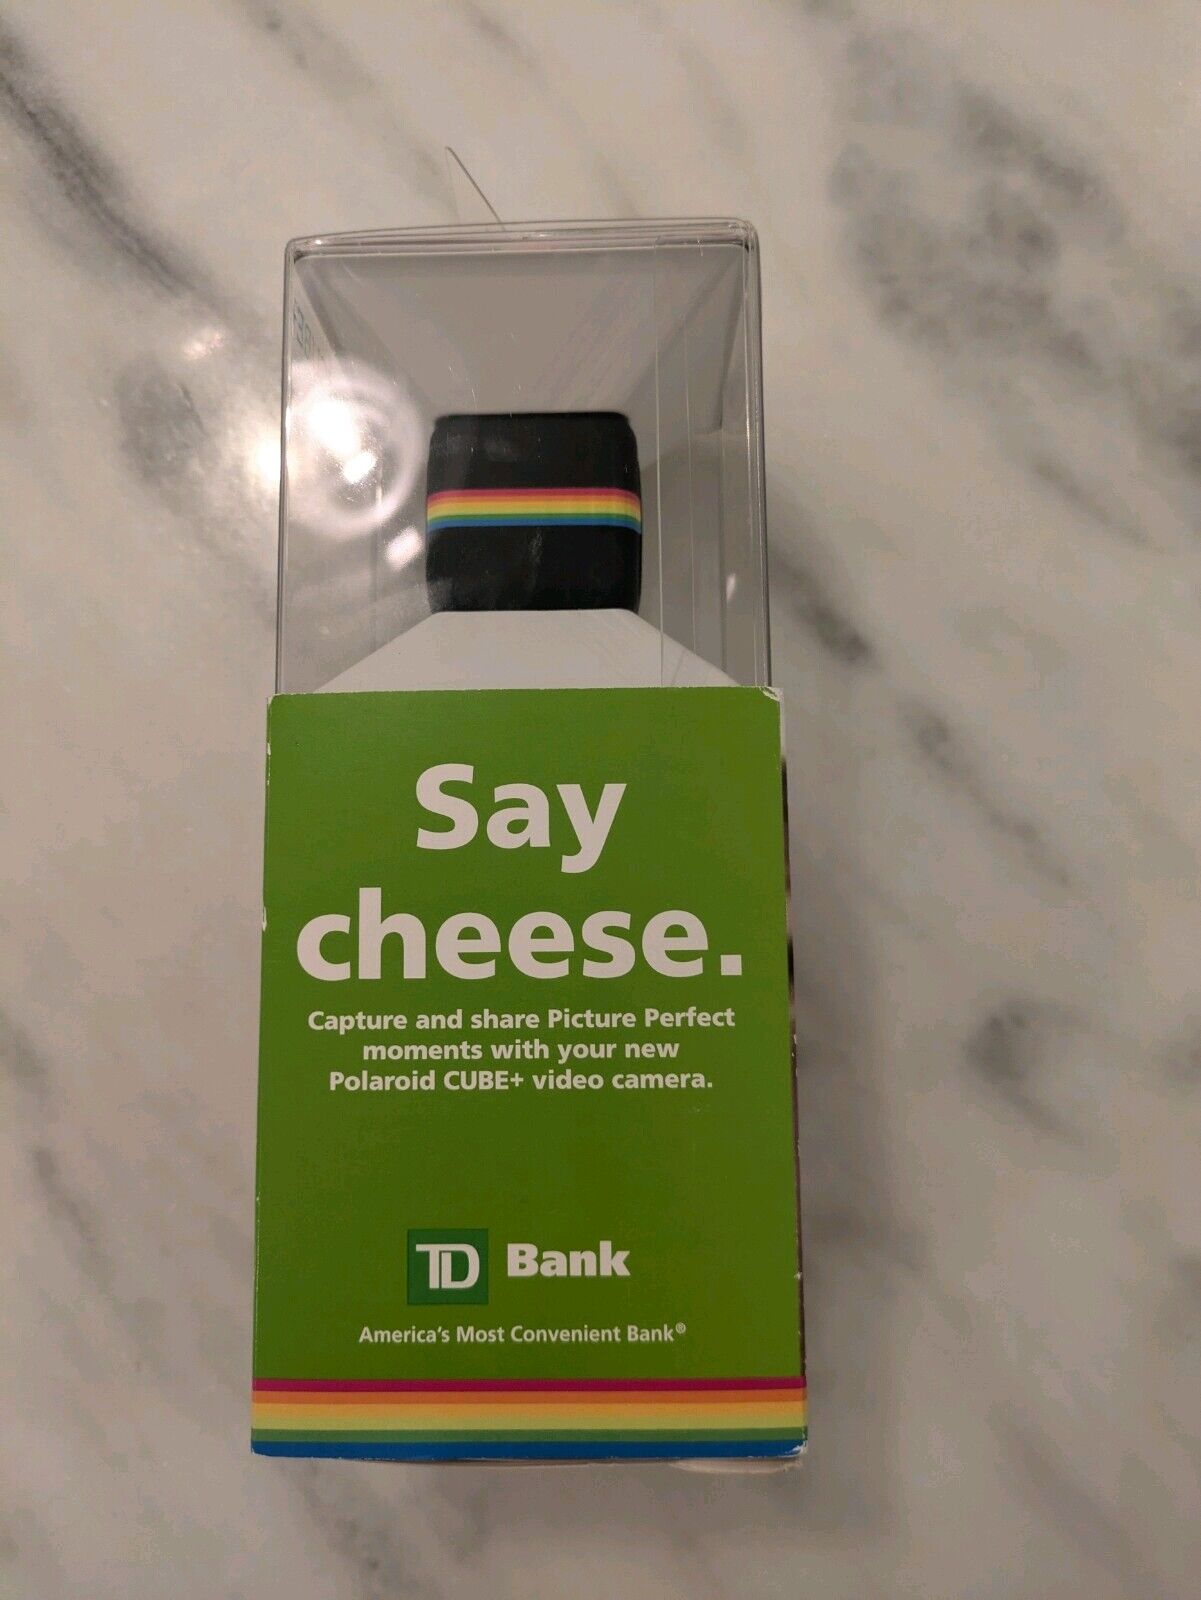 Say
cheese.
Capture and share Picture Perfect
moments with your new
Polaroid CUBE+ video camera.
TD Bank
America's Most Convenient Bank®